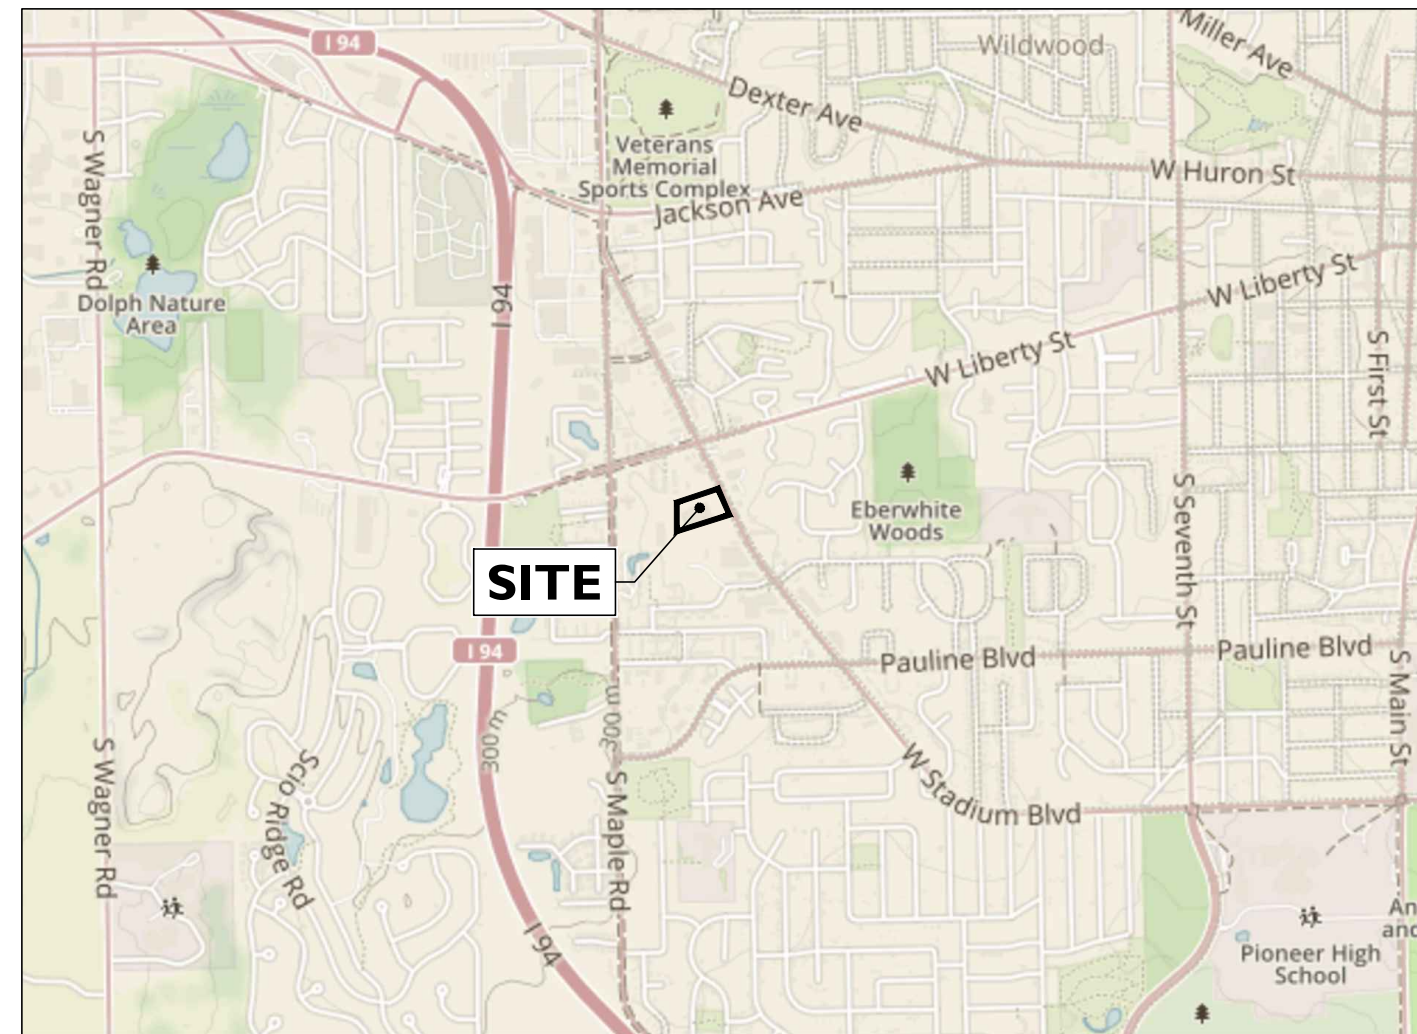 I 94
Wildwood
Miller Ave
Dexter Ave
S Wagner Rd
Veterans
Memorial
Sports Complex
Jackson Ave
W Huron St
Dolph Nature
Area
I 94
W Liberty St
W Liberty St
S First St
Eberwhite
Woods
S Seventh St
SITE
I 94
Pauline Blvd
Pauline Blvd
S Main St
300 m
300 m
S Wagner Rd
Scio Ridge Rd
S Maple Rd
W Stadium Blvd
I 94
An
and
Pioneer High
School